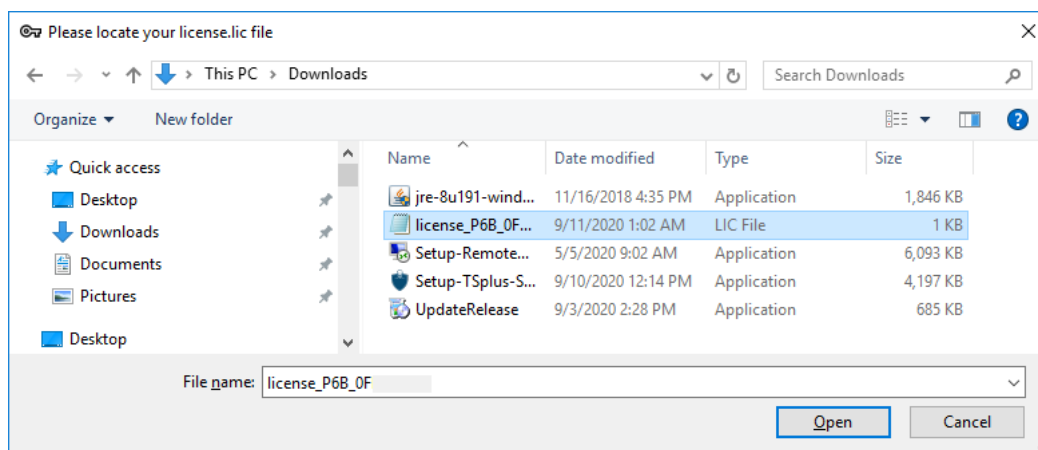 Please locate your license.lic file
This PC > Downloads
Search Downloads
Organize
New folder
Name Date modified Type Size
Quick access
Desktop
Downloads
Documents
Pictures
Desktop
jre-8u191-wind... 11/16/2018 4:35 PM Application 1,846 KB
license_P6B_0F... 9/11/2020 1:02 AM LIC File 1 KB
Setup-Remote... 5/5/2020 9:02 AM Application 6,093 KB
Setup-TSplus-S... 9/10/2020 12:14 PM Application 4,197 KB
UpdateRelease 9/3/2020 2:28 PM Application 685 KB
File name: license_P6B_0F
Open
Cancel